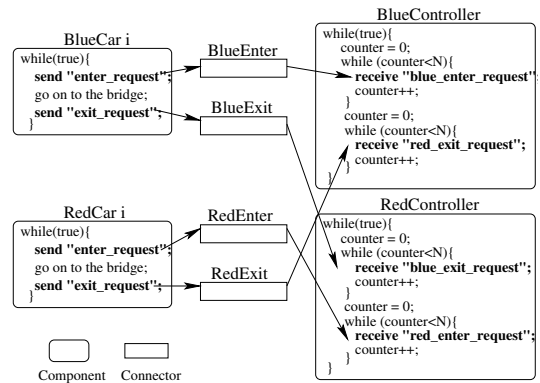 BlueCar i
while(true){
send "enter_request";
go on to the bridge;
send "exit_request";
}
BlueEnter
BlueExit
BlueController
while(true){
counter = 0;
while (counter<N){
receive "blue_enter_request";
counter++;
}
counter = 0;
while (counter<N){
receive "red_exit_request";
counter++;
}
}
RedCar i
while(true){
send "enter_request";
go on to the bridge;
send "exit_request";
}
RedEnter
RedExit
RedController
while(true){
counter = 0;
while (counter<N){
receive "blue_exit_request";
counter++;
}
counter = 0;
while (counter<N){
receive "red_enter_request";
counter++;
}
}
Component
Connector